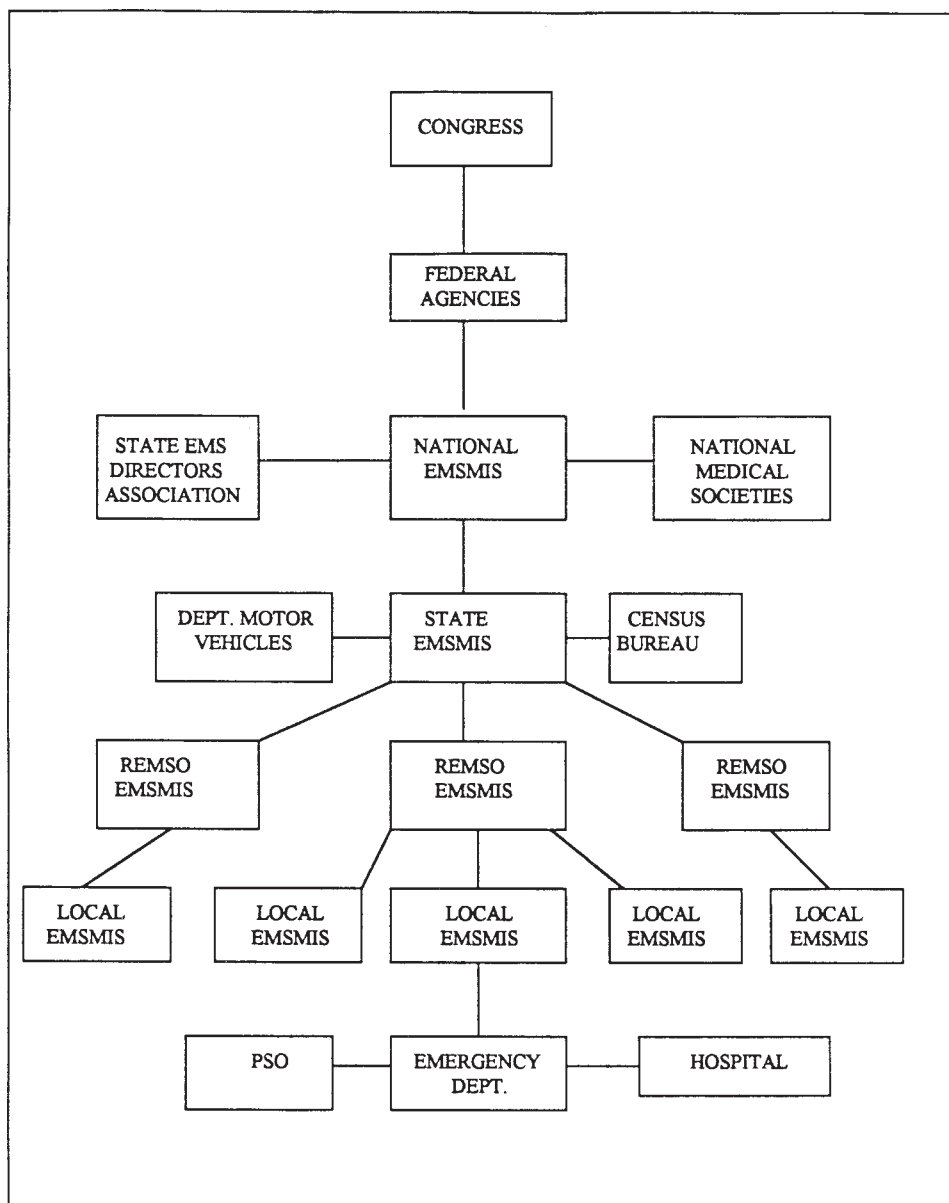 CONGRESS
FEDERAL
AGENCIES
STATE EMS
DIRECTORS
ASSOCIATION
NATIONAL
EMSMIS
NATIONAL
MEDICAL
SOCIETIES
DEPT. MOTOR
VEHICLES
STATE
EMSMIS
CENSUS
BUREAU
REMSO
EMSMIS
REMSO
EMSMIS
REMSO
EMSMIS
LOCAL
EMSMIS
LOCAL
EMSMIS
LOCAL
EMSMIS
LOCAL
EMSMIS
LOCAL
EMSMIS
PSO
EMERGENCY
DEPT.
HOSPITAL